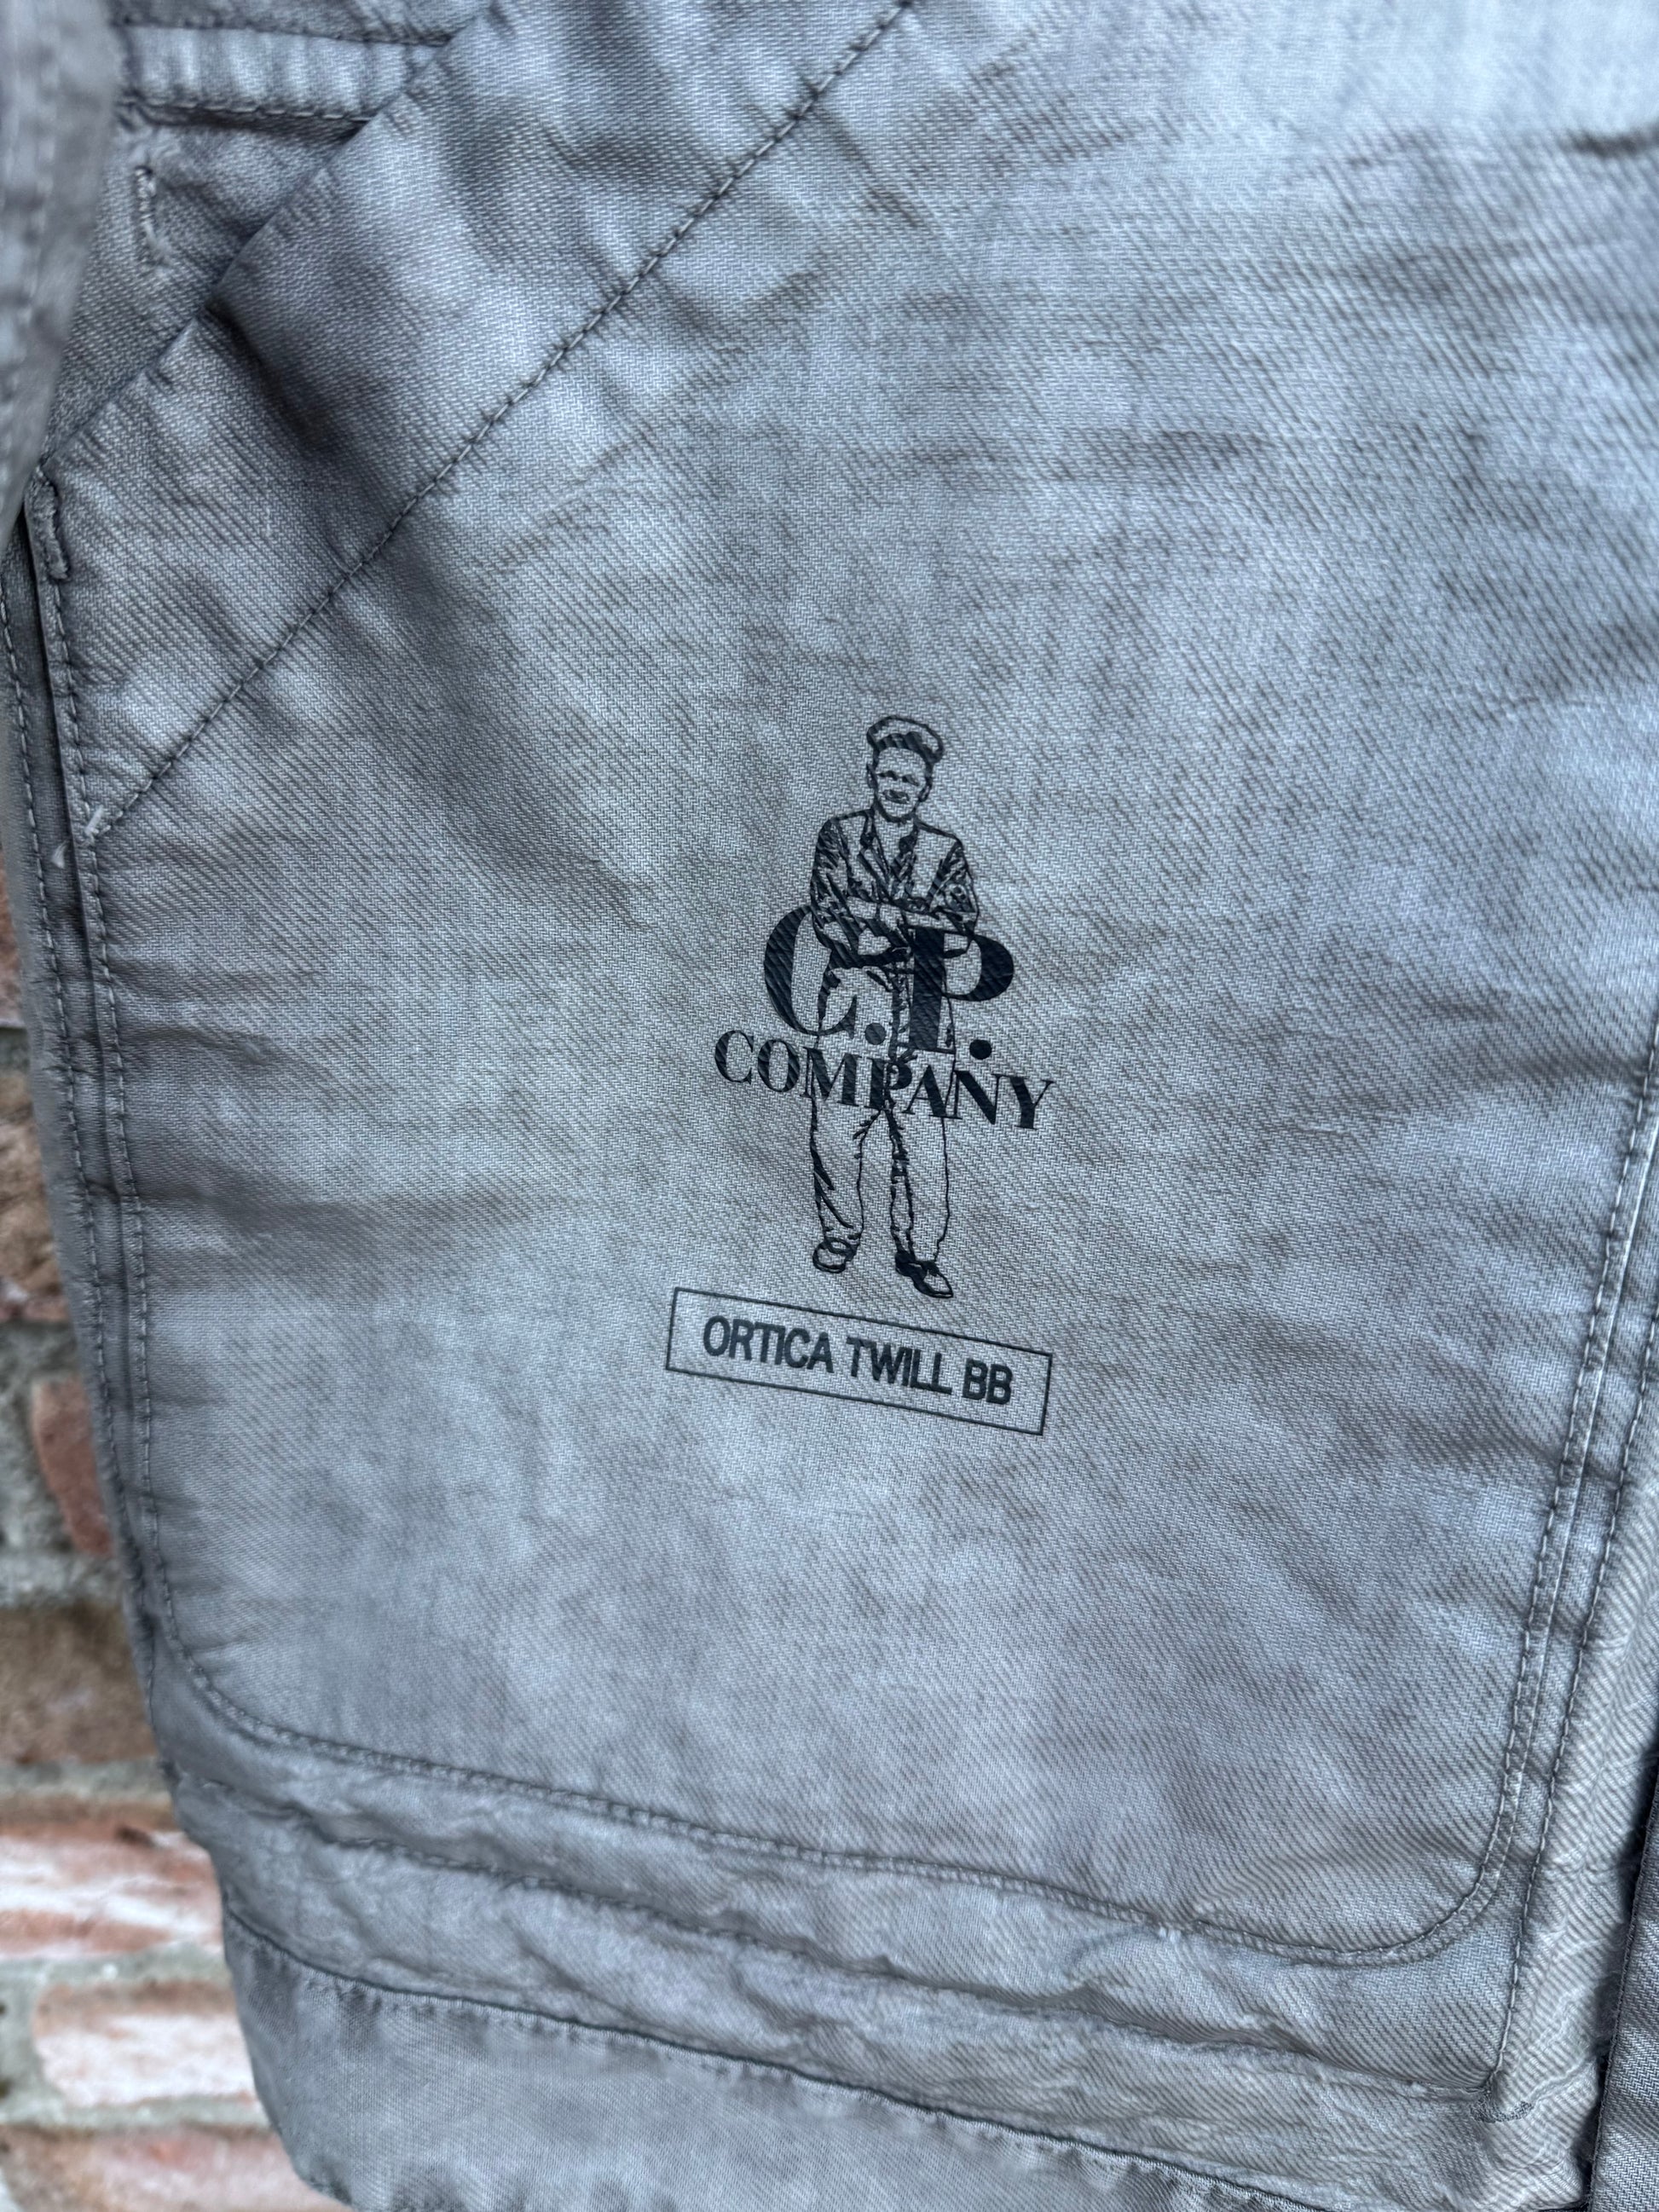 C.P.
COMPANY
ORTICA TWILL BB